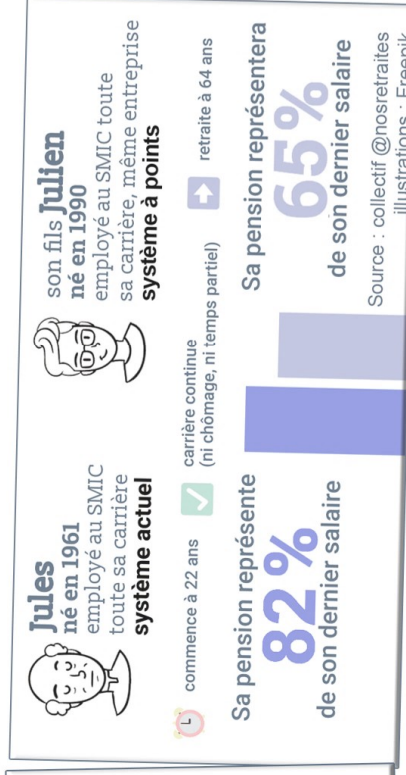 Jules
né en 1961
employé au SMIC
toute sa carrière
système actuel
son fils Julien
né en 1990
employé au SMIC toute
sa carrière, même entreprise
système à points
commence à 22 ans
carrière continue
(ni chômage, ni temps partiel)
retraite à 64 ans
Sa pension représente
82%
de son dernier salaire
Sa pension représentera
65%
de son dernier salaire
Source : collectif @nosretraites
illustrations : Freepik